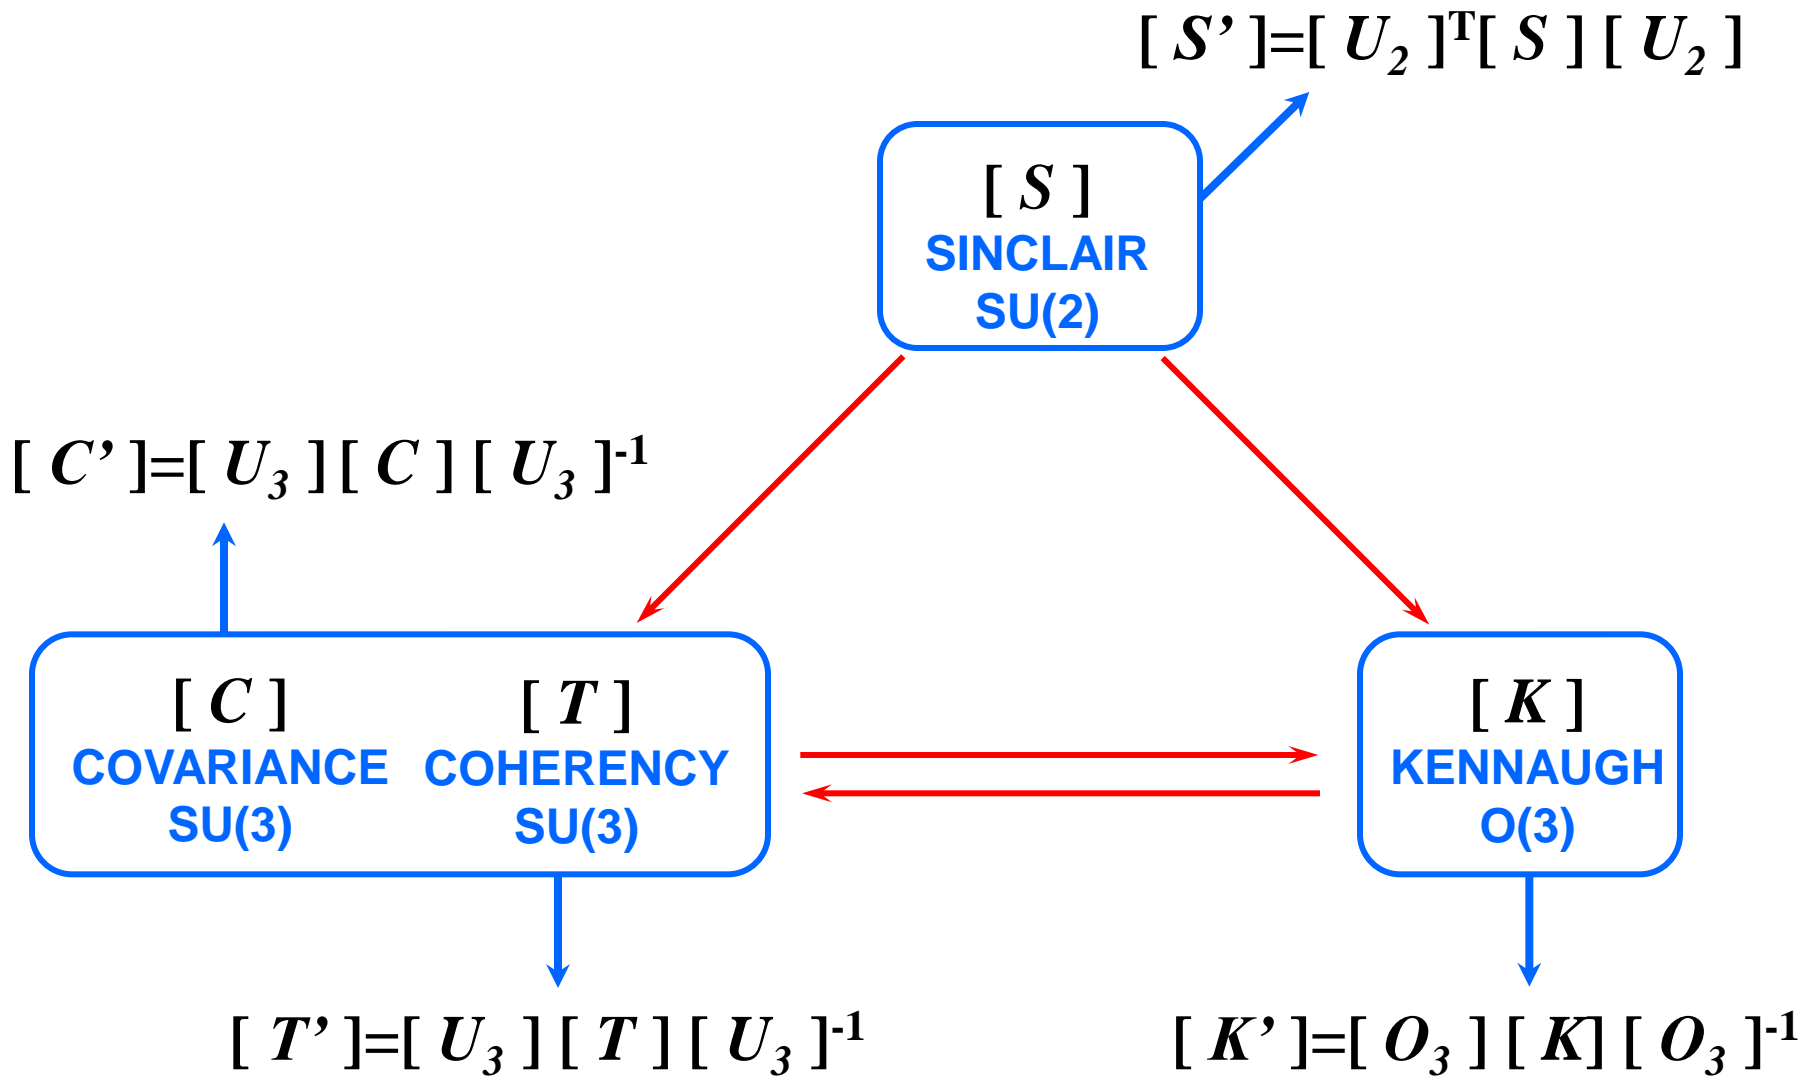 [ S’ ]=[ U2 ]T[ S ] [ U2 ]
[ S ]
SINCLAIR
SU(2)
[ C’ ]=[ U3 ] [ C ] [ U3 ]-1
[ C ]
COVARIANCE
SU(3)
[ T ]
COHERENCY
SU(3)
[ K ]
KENNAUGH
O(3)
[ T’ ]=[ U3 ] [ T ] [ U3 ]-1
[ K’ ]=[ O3 ] [ K] [ O3 ]-1